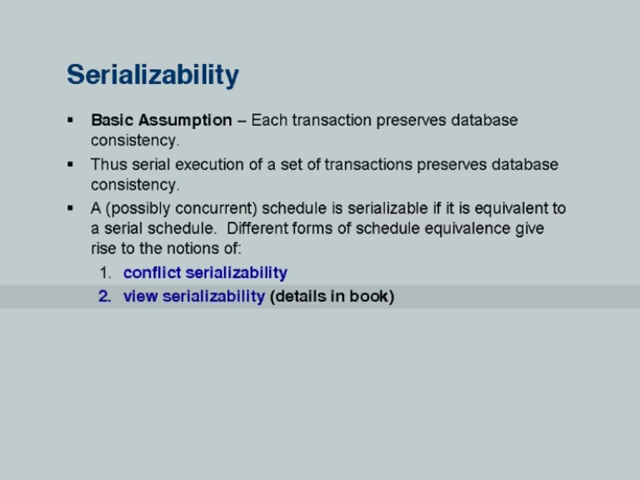 Serializability
▪ Basic Assumption – Each transaction preserves database
consistency.
▪ Thus serial execution of a set of transactions preserves database
consistency.
▪ A (possibly concurrent) schedule is serializable if it is equivalent to
a serial schedule. Different forms of schedule equivalence give
rise to the notions of:
1. conflict serializability
2. view serializability (details in book)